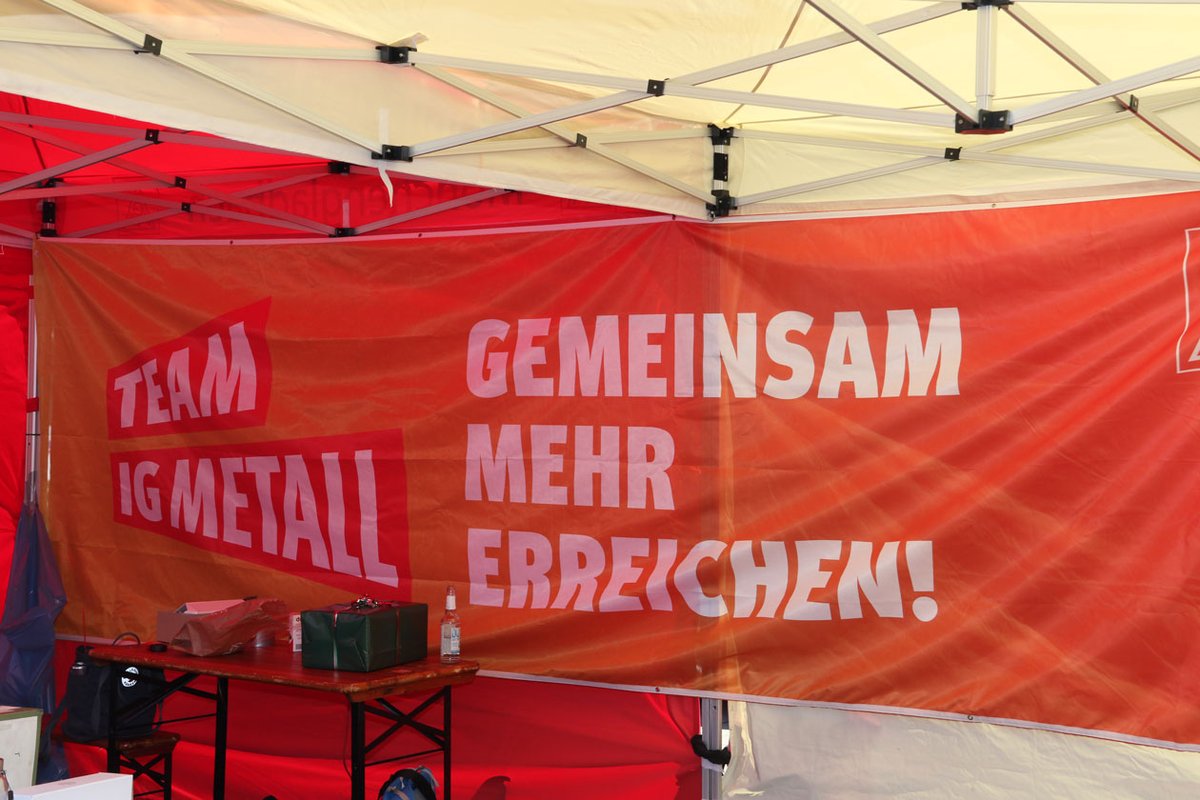 TEAM
IG METALL
GEMEINSAM
MEHR
ERREICHEN!